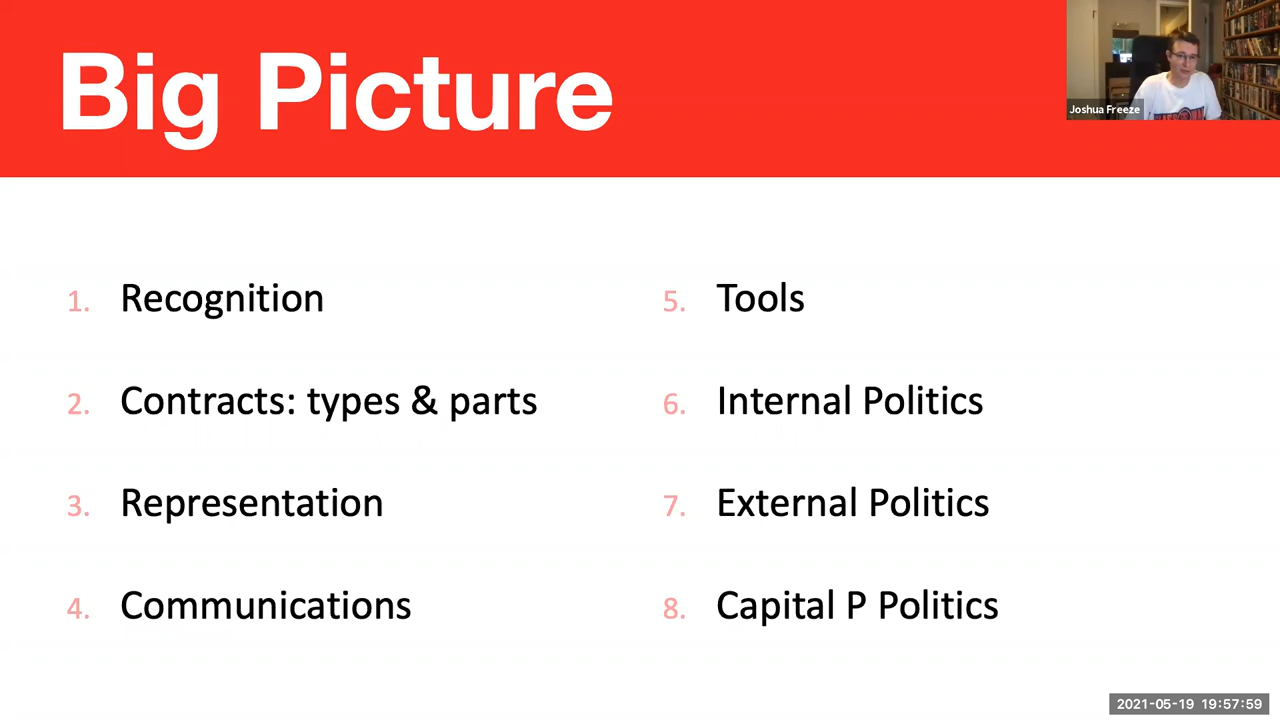 Big Picture
Joshua Freeze
1. Recognition
2. Contracts: types & parts
3. Representation
4. Communications
5. Tools
6. Internal Politics
7. External Politics
8. Capital P Politics
2021-05-19 19:57:59